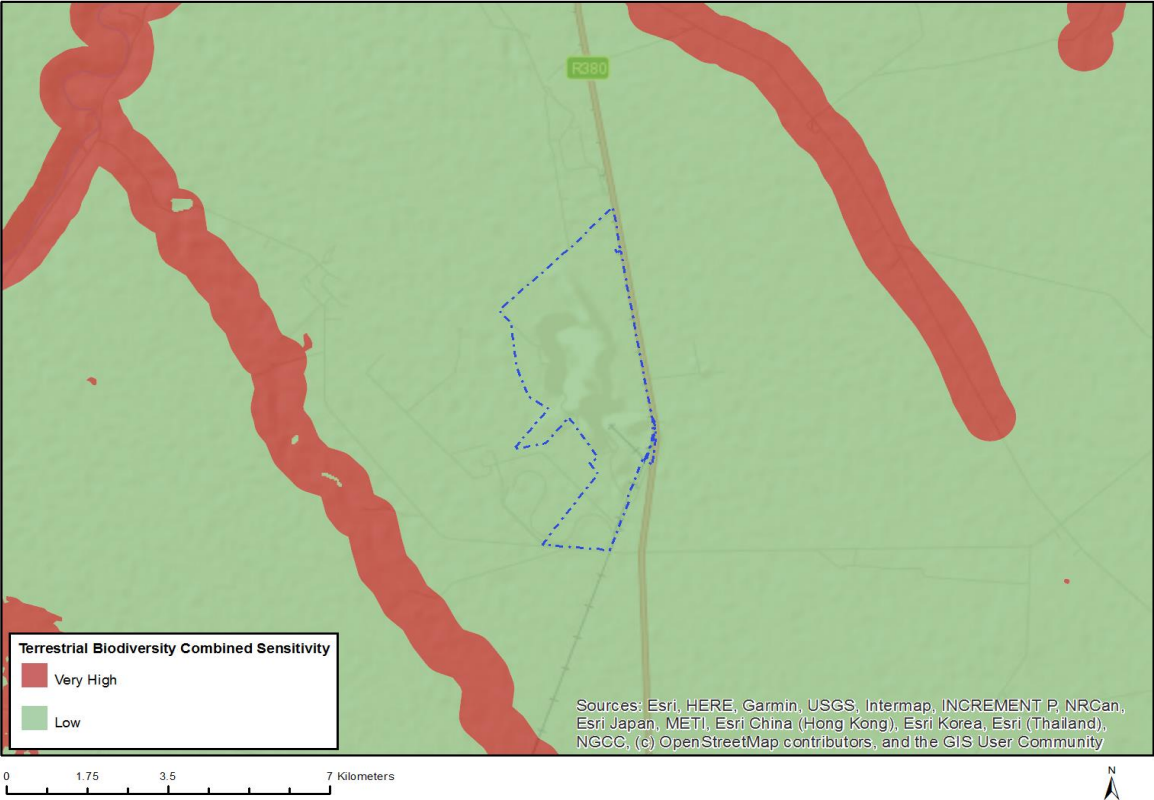 R380
Terrestrial Biodiversity Combined Sensitivity
Very High
Low
Sources: Esri, HERE, Garmin, USGS, Intermap, INCREMENT P, NRCan,
Esri Japan, METI, Esri China (Hong Kong), Esri Korea, Esri (Thailand),
NGCC, (c) OpenStreetMap contributors, and the GIS User Community
0 1.75 3.5 7 Kilometers
N